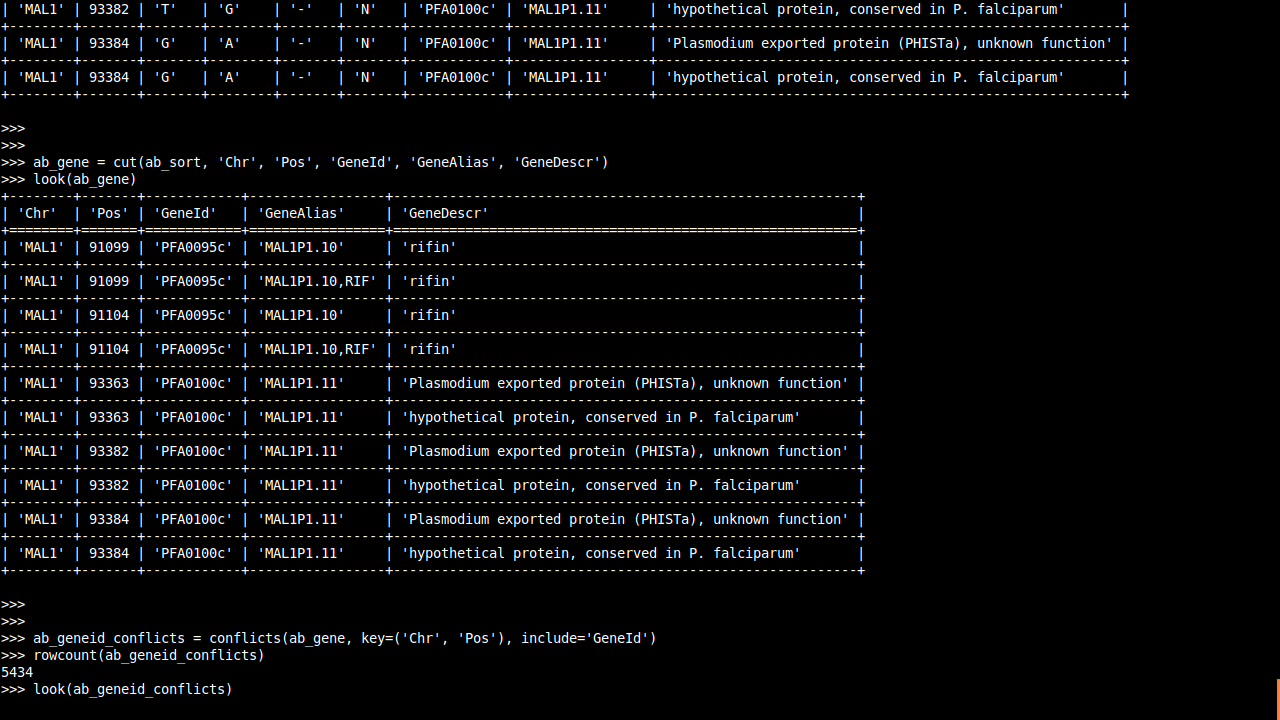 | 'MAL1' | 93382 | 'T'   | 'G'    | '-'   | 'N'   | 'PFA0100c' | 'MAL1P1.11'     | 'hypothetical protein, conserved in P. falciparum'       |
+--------+-------+-------+--------+-------+-------+------------+-----------------+----------------------------------------------------------+
| 'MAL1' | 93384 | 'G'   | 'A'    | '-'   | 'N'   | 'PFA0100c' | 'MAL1P1.11'     | 'Plasmodium exported protein (PHISTa), unknown function' |
+--------+-------+-------+--------+-------+-------+------------+-----------------+----------------------------------------------------------+
| 'MAL1' | 93384 | 'G'   | 'A'    | '-'   | 'N'   | 'PFA0100c' | 'MAL1P1.11'     | 'hypothetical protein, conserved in P. falciparum'       |
+--------+-------+-------+--------+-------+-------+------------+-----------------+----------------------------------------------------------+

>>>
>>>
>>> ab_gene = cut(ab_sort, 'Chr', 'Pos', 'GeneId', 'GeneAlias', 'GeneDescr')
>>> look(ab_gene)
+--------+-------+------------+-----------------+----------------------------------------------------------+
| 'Chr'  | 'Pos' | 'GeneId'   | 'GeneAlias'     | 'GeneDescr'                                              |
+========+=======+============+=================+==========================================================+
| 'MAL1' | 91099 | 'PFA0095c' | 'MAL1P1.10'     | 'rifin'                                                  |
+--------+-------+------------+-----------------+----------------------------------------------------------+
| 'MAL1' | 91099 | 'PFA0095c' | 'MAL1P1.10,RIF' | 'rifin'                                                  |
+--------+-------+------------+-----------------+----------------------------------------------------------+
| 'MAL1' | 91104 | 'PFA0095c' | 'MAL1P1.10'     | 'rifin'                                                  |
+--------+-------+------------+-----------------+----------------------------------------------------------+
| 'MAL1' | 91104 | 'PFA0095c' | 'MAL1P1.10,RIF' | 'rifin'                                                  |
+--------+-------+------------+-----------------+----------------------------------------------------------+
| 'MAL1' | 93363 | 'PFA0100c' | 'MAL1P1.11'     | 'Plasmodium exported protein (PHISTa), unknown function' |
+--------+-------+------------+-----------------+----------------------------------------------------------+
| 'MAL1' | 93363 | 'PFA0100c' | 'MAL1P1.11'     | 'hypothetical protein, conserved in P. falciparum'       |
+--------+-------+------------+-----------------+----------------------------------------------------------+
| 'MAL1' | 93382 | 'PFA0100c' | 'MAL1P1.11'     | 'Plasmodium exported protein (PHISTa), unknown function' |
+--------+-------+------------+-----------------+----------------------------------------------------------+
| 'MAL1' | 93382 | 'PFA0100c' | 'MAL1P1.11'     | 'hypothetical protein, conserved in P. falciparum'       |
+--------+-------+------------+-----------------+----------------------------------------------------------+
| 'MAL1' | 93384 | 'PFA0100c' | 'MAL1P1.11'     | 'Plasmodium exported protein (PHISTa), unknown function' |
+--------+-------+------------+-----------------+----------------------------------------------------------+
| 'MAL1' | 93384 | 'PFA0100c' | 'MAL1P1.11'     | 'hypothetical protein, conserved in P. falciparum'       |
+--------+-------+------------+-----------------+----------------------------------------------------------+

>>>
>>>
>>> ab_geneid_conflicts = conflicts(ab_gene, key=('Chr', 'Pos'), include='GeneId')
>>> rowcount(ab_geneid_conflicts)
5434
>>> look(ab_geneid_conflicts)